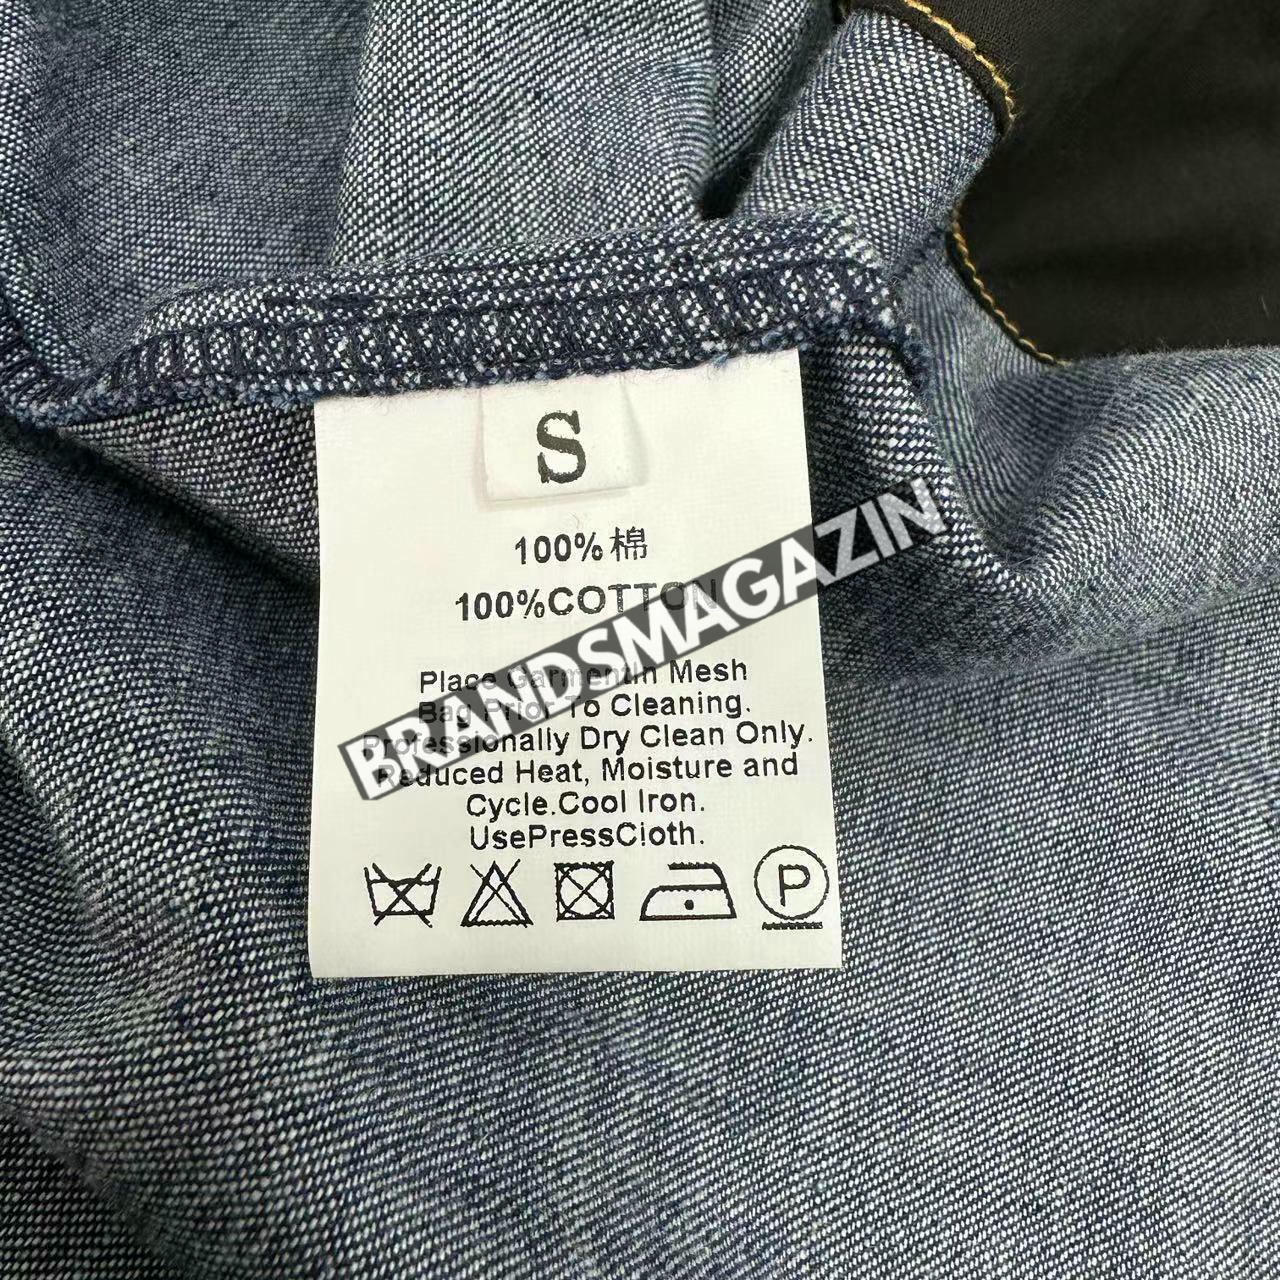 S
100%棉
100%COTTON
Place GarmentIn Mesh
Bag Prior To Cleaning.
Professionally Dry Clean Only.
Reduced Heat, Moisture and
Cycle.Cool Iron.
UsePressCloth.
P
BRANDSMAGAZIN